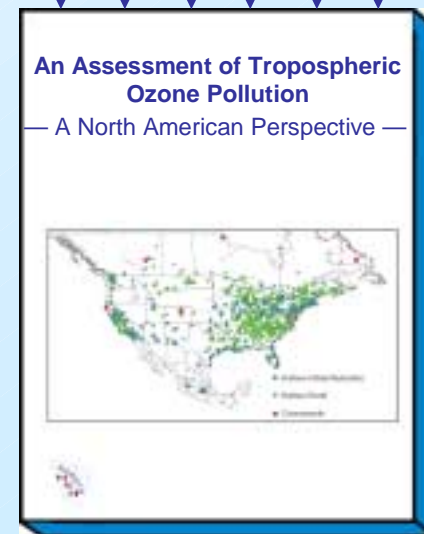 An Assessment of Tropospheric
Ozone Pollution
— A North American Perspective —